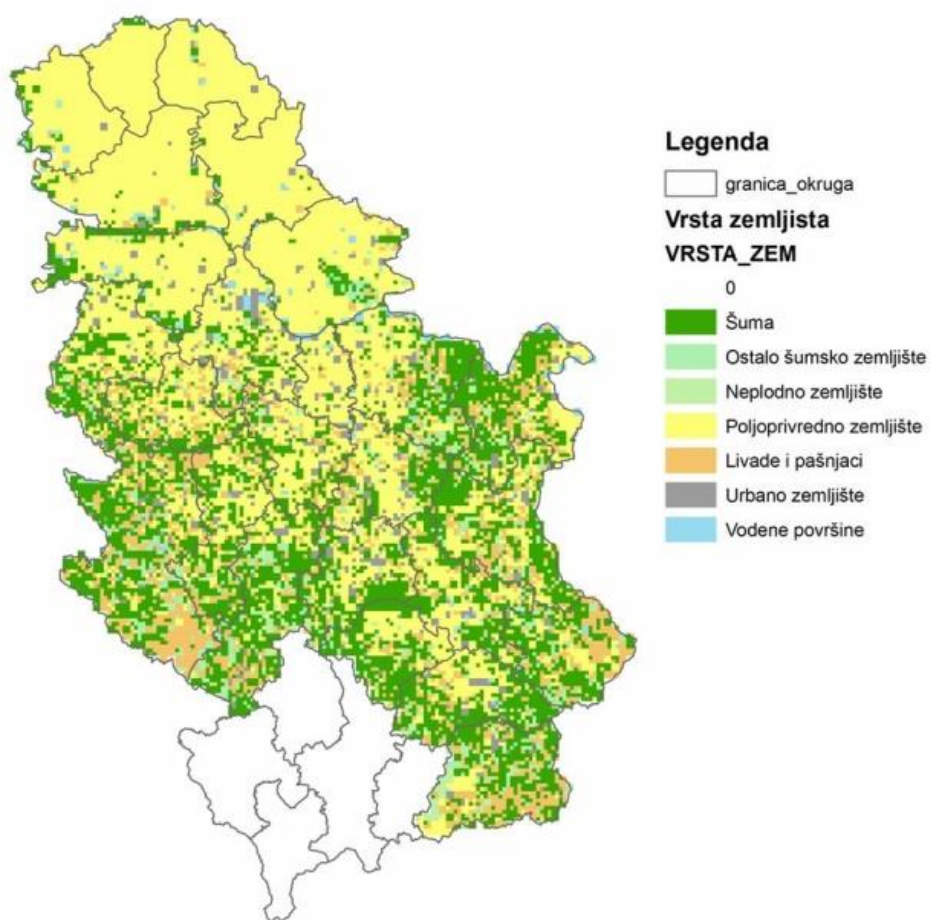 Legenda
granica_okruga
Vrsta zemljista
VRSTA_ZEM
0
Šuma
Ostalo šumsko zemljište
Neplodno zemljište
Poljoprivredno zemljište
Livade i pašnjaci
Urbano zemljište
Vodene površine